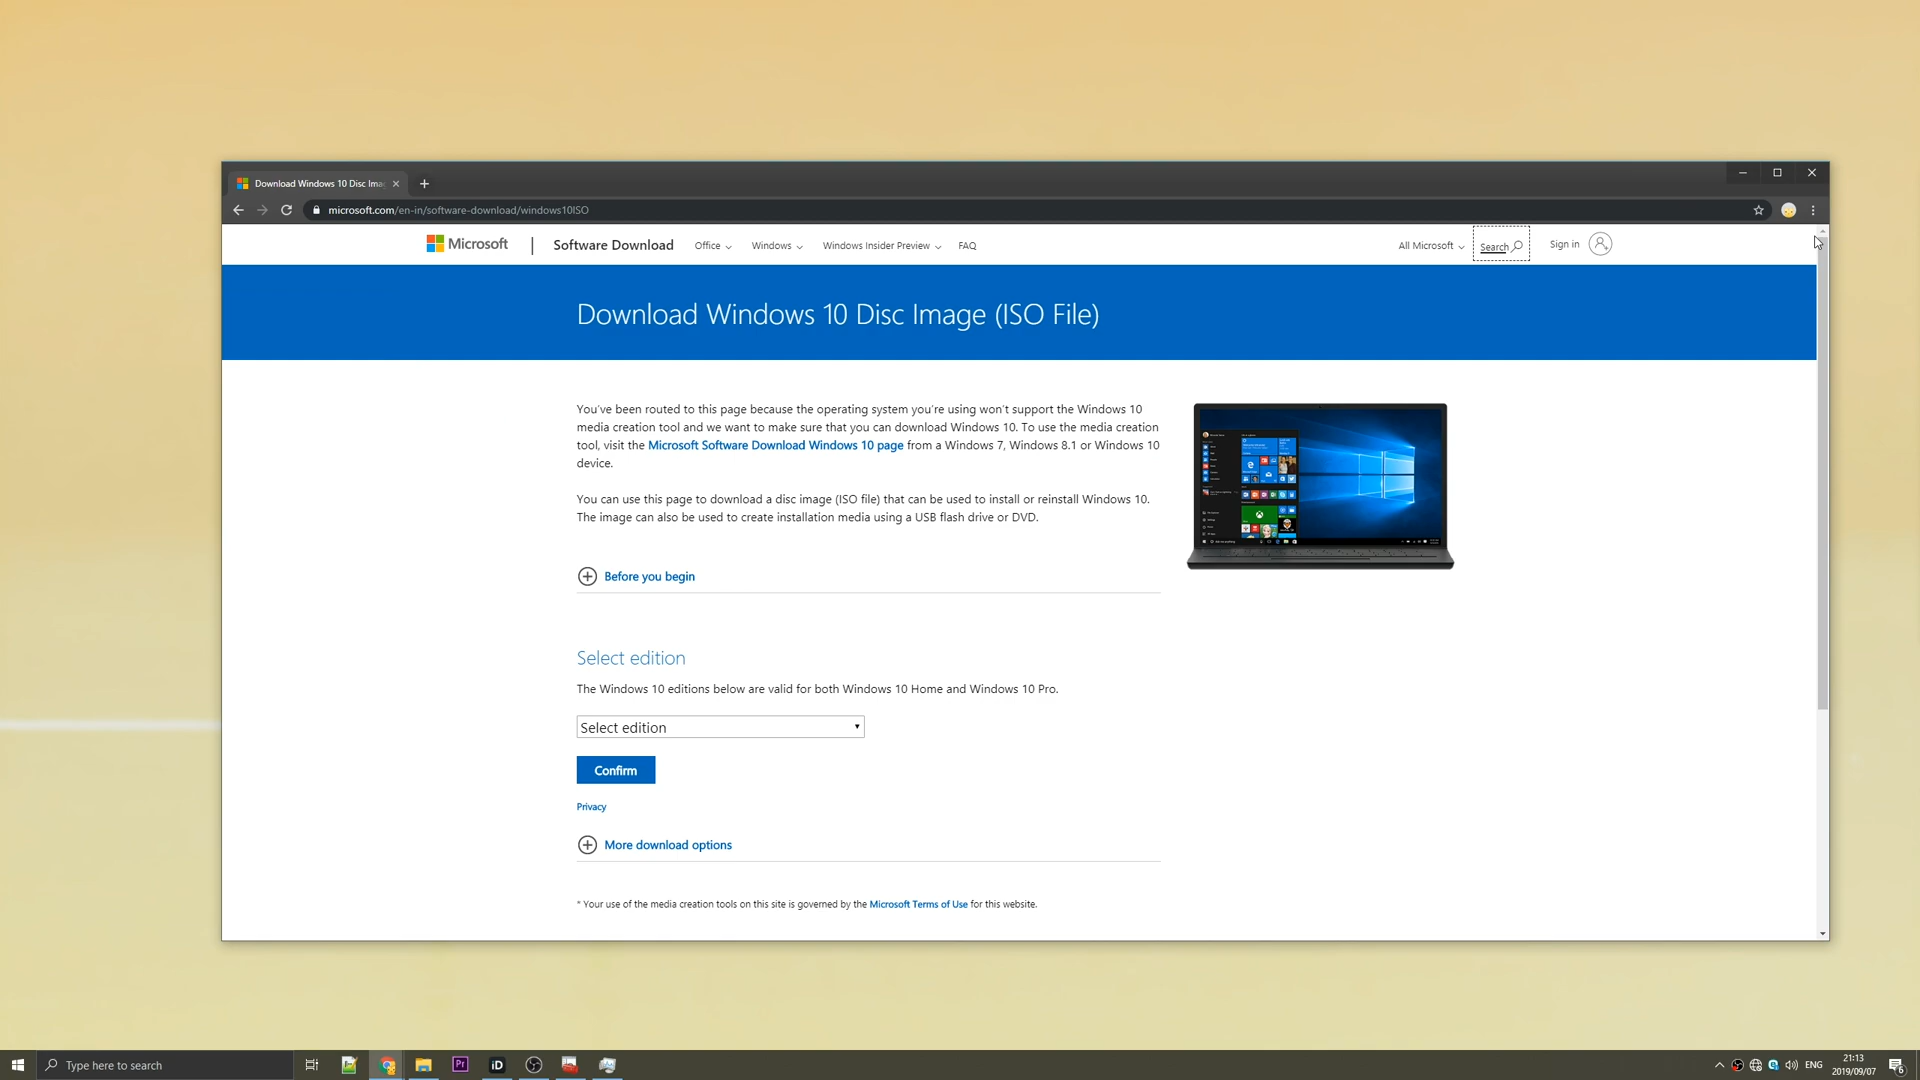 Download Windows 10 Disc Ima
microsoft.com/en-in/software-download/windows10ISO
Microsoft
Software Download
Office
Windows
Windows Insider Preview
FAQ
All Microsoft
Search
Sign in
Download Windows 10 Disc Image (ISO File)
You've been routed to this page because the operating system you're using won't support the Windows 10
media creation tool and we want to make sure that you can download Windows 10. To use the media creation
tool, visit the Microsoft Software Download Windows 10 page from a Windows 7, Windows 8.1 or Windows 10
device.
You can use this page to download a disc image (ISO file) that can be used to install or reinstall Windows 10.
The image can also be used to create installation media using a USB flash drive or DVD.
Before you begin
Select edition
The Windows 10 editions below are valid for both Windows 10 Home and Windows 10 Pro.
Select edition
Confirm
Privacy
More download options
* Your use of the media creation tools on this site is governed by the Microsoft Terms of Use for this website.
Type here to search
Pr
iD
ENG
21:13
2019/09/07
6